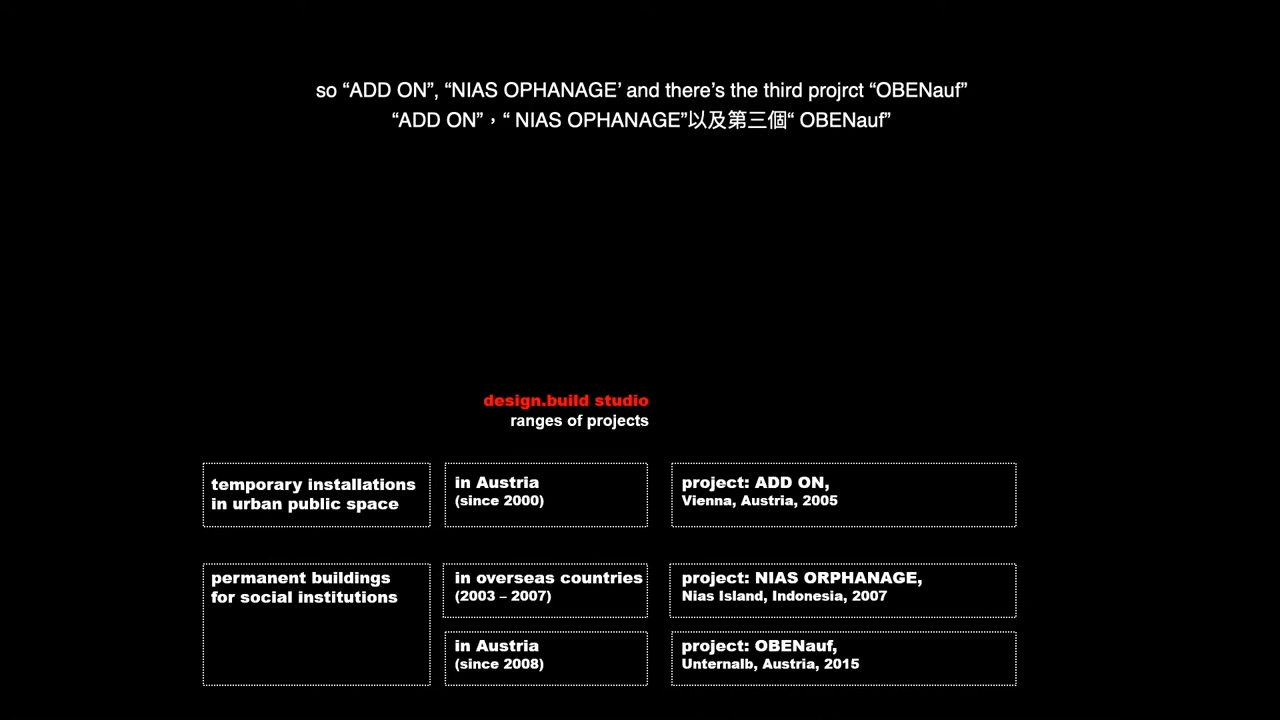 so “ADD ON”, “NIAS OPHANAGE’ and there’s the third projrct “OBENauf”
“ADD ON”，“ NIAS OPHANAGE”以及第三個“ OBENauf”
design.build studio
ranges of projects
temporary installations
in urban public space
in Austria
(since 2000)
project: ADD ON,
Vienna, Austria, 2005
permanent buildings
for social institutions
in overseas countries
(2003 – 2007)
project: NIAS ORPHANAGE,
Nias Island, Indonesia, 2007
in Austria
(since 2008)
project: OBENauf,
Unternalb, Austria, 2015